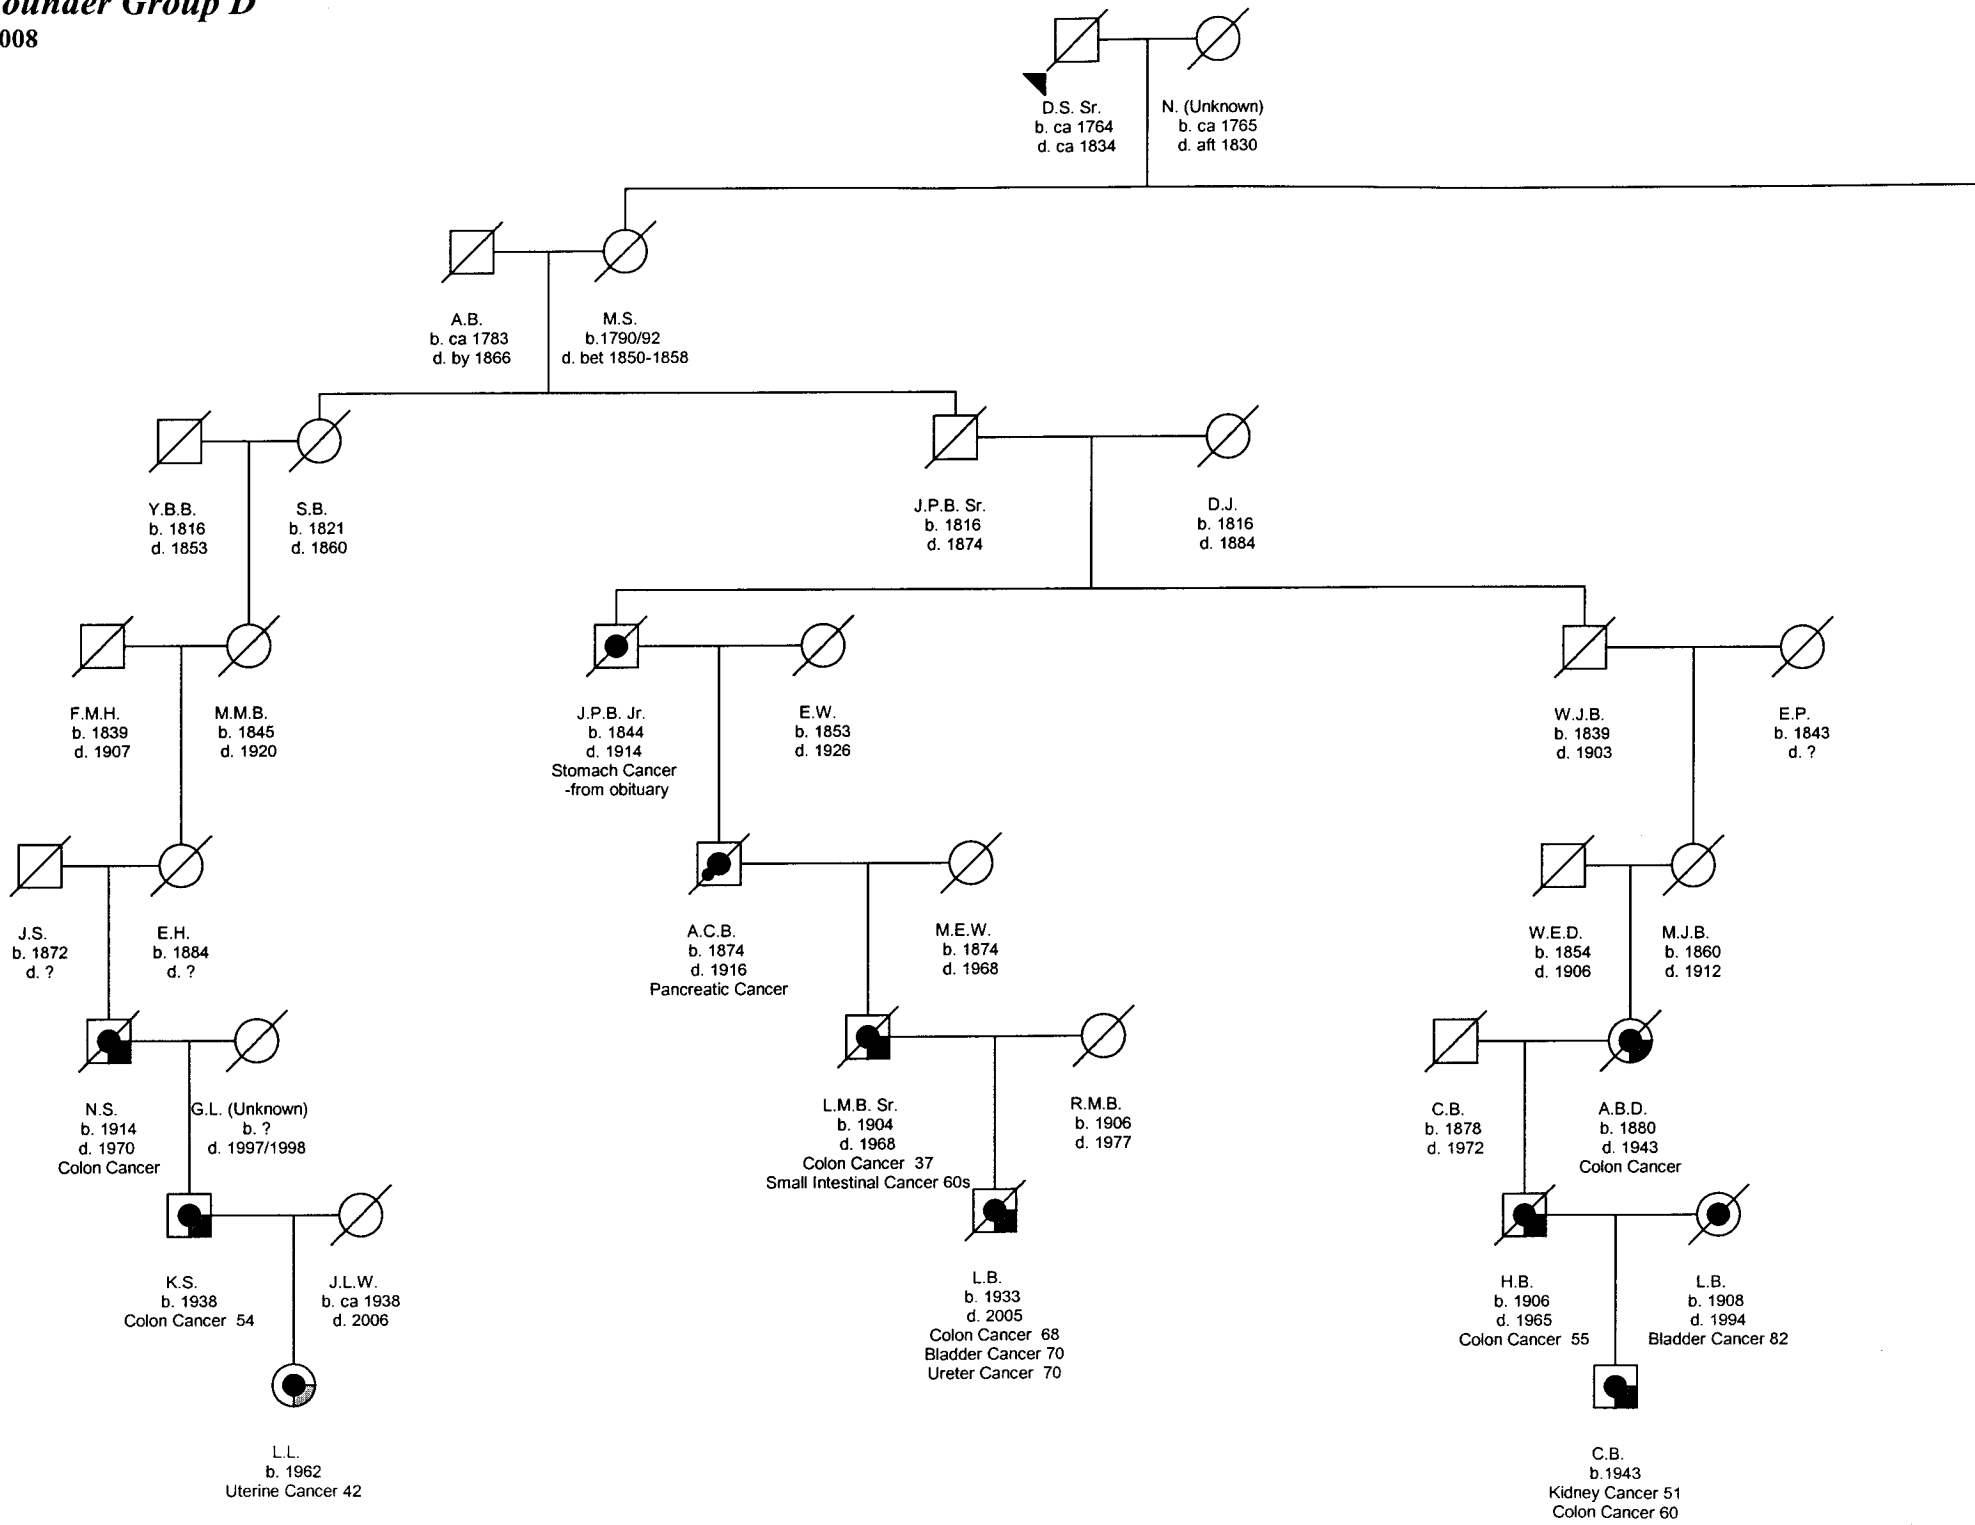 ounder Group D
008
D.S. Sr.
b. ca 1764
d. ca 1834
N. (Unknown)
b. ca 1765
d. aft 1830
A.B.
b. ca 1783
d. by 1866
M.S.
b.1790/92
d. bet 1850-1858
Y.B.B.
b. 1816
d. 1853
S.B.
b. 1821
d. 1860
J.P.B. Sr.
b. 1816
d. 1874
D.J.
b. 1816
d. 1884
F.M.H.
b. 1839
d. 1907
M.M.B.
b. 1845
d. 1920
J.P.B. Jr.
b. 1844
d. 1914
Stomach Cancer
-from obituary
E.W.
b. 1853
d. 1926
W.J.B.
b. 1839
d. 1903
E.P.
b. 1843
d. ?
J.S.
b. 1872
d. ?
E.H.
b. 1884
d. ?
A.C.B.
b. 1874
d. 1916
Pancreatic Cancer
M.E.W.
b. 1874
d. 1968
W.E.D.
b. 1854
d. 1906
M.J.B.
b. 1860
d. 1912
N.S.
b. 1914
d. 1970
Colon Cancer
G.L. (Unknown)
b. ?
d. 1997/1998
L.M.B. Sr.
b. 1904
d. 1968
Colon Cancer 37
Small Intestinal Cancer 60s
R.M.B.
b. 1906
d. 1977
C.B.
b. 1878
d. 1972
A.B.D.
b. 1880
d. 1943
Colon Cancer
K.S.
b. 1938
Colon Cancer 54
J.L.W.
b. ca 1938
d. 2006
L.B.
b. 1933
d. 2005
Colon Cancer 68
Bladder Cancer 70
Ureter Cancer 70
H.B.
b. 1906
d. 1965
Colon Cancer 55
L.B.
b. 1908
d. 1994
Bladder Cancer 82
L.L.
b. 1962
Uterine Cancer 42
C.B.
b.1943
Kidney Cancer 51
Colon Cancer 60